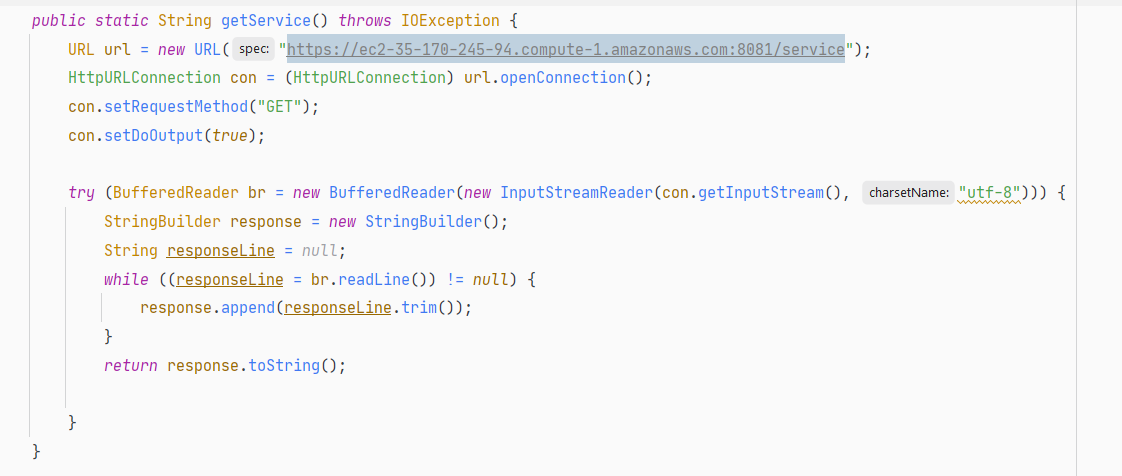 public static String getService() throws IOException {
    URL url = new URL( spec: "https://ec2-35-170-245-94.compute-1.amazonaws.com:8081/service");
    HttpURLConnection con = (HttpURLConnection) url.openConnection();
    con.setRequestMethod("GET");
    con.setDoOutput(true);
    try (BufferedReader br = new BufferedReader(new InputStreamReader(con.getInputStream(), charsetName: "utf-8"))) {
        StringBuilder response = new StringBuilder();
        String responseLine = null;
        while ((responseLine = br.readLine()) != null) {
            response.append(responseLine.trim());
        }
        return response.toString();
    }
}